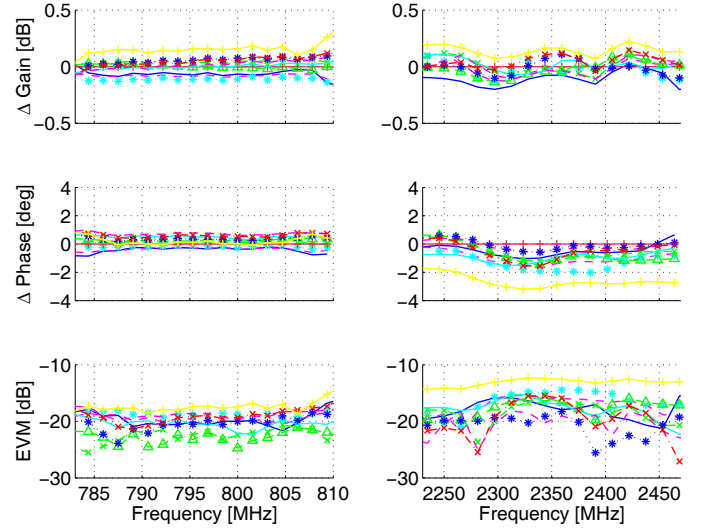 0.5 0.5
Δ Gain [dB]
0 0
−0.5 −0.5
4 4
2 2
Δ Phase [deg]
0 0
−2 −2
−4 −4
−10 −10
EVM [dB]
−20 −20
−30 −30
785 790 795 800 805 810 2250 2300 2350 2400 2450
Frequency [MHz] Frequency [MHz]